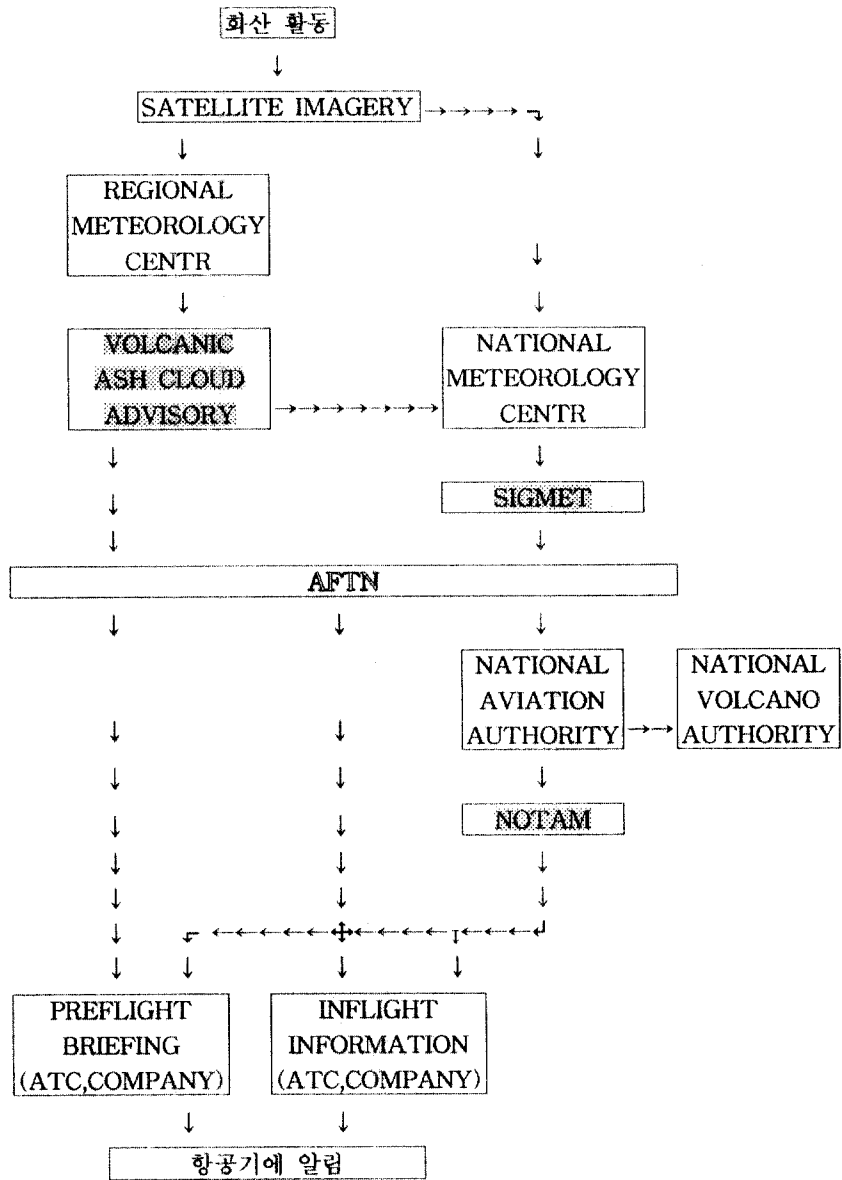 화산 활동
SATELLITE IMAGERY
REGIONAL
METEOROLOGY
CENTR
VOLCANIC
ASH CLOUD
ADVISORY
NATIONAL
METEOROLOGY
CENTR
SIGMET
AFTN
NATIONAL
AVIATION
AUTHORITY
NATIONAL
VOLCANO
AUTHORITY
NOTAM
PREFLIGHT
BRIEFING
(ATC,COMPANY)
INFLIGHT
INFORMATION
(ATC,COMPANY)
항공기에 알림